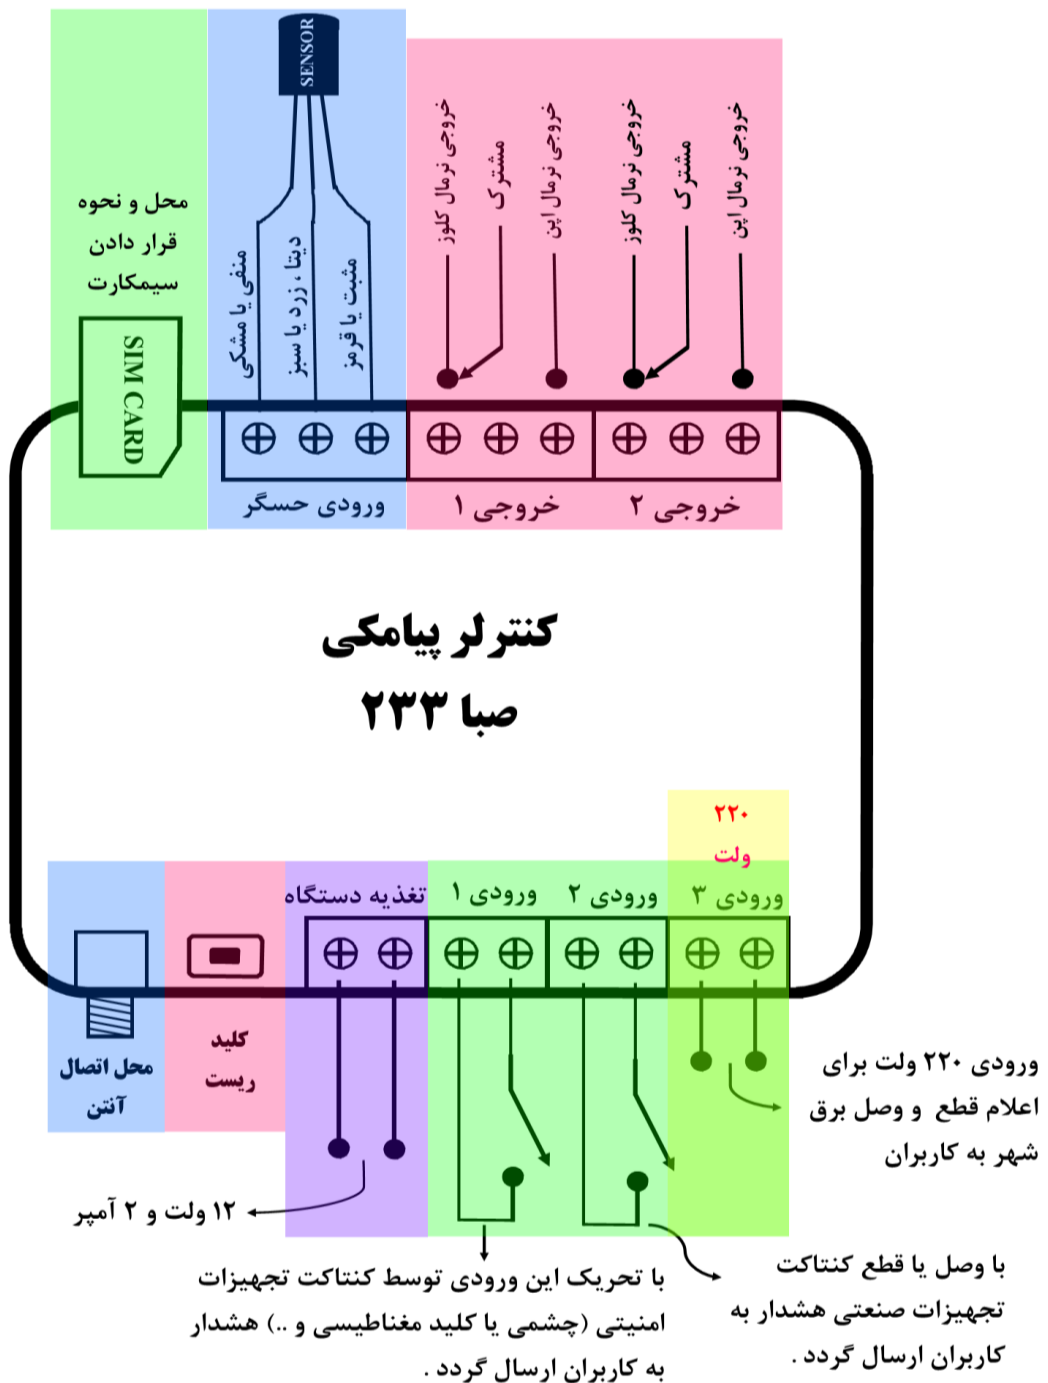 محل و نحوه
قرار دادن
سیمکارت
SIM CARD
SENSOR
منفی یا مشکی
دیتا ، زرد یا سبز
مثبت یا قرمز
خروجی نرمال کلوز
مشترک
خروجی نرمال اپن
خروجی نرمال کلوز
مشترک
خروجی نرمال اپن
ورودی حسگر
خروجی ۱
خروجی ۲
کنترلر پیامکی
صبا ۲۳۳
۲۲۰
ولت
تغذیه دستگاه
ورودی ۱
ورودی ۲
ورودی ۳
محل اتصال
آنتن
کلید
ریست
۱۲ ولت و ۲ آمپر
ورودی ۲۲۰ ولت برای
اعلام قطع و وصل برق
شهر به کاربران
با تحریک این ورودی توسط کنتاکت تجهیزات
امنیتی (چشمی یا کلید مغناطیسی و ..) هشدار
به کاربران ارسال گردد .
با وصل یا قطع کنتاکت
تجهیزات صنعتی هشدار به
کاربران ارسال گردد .